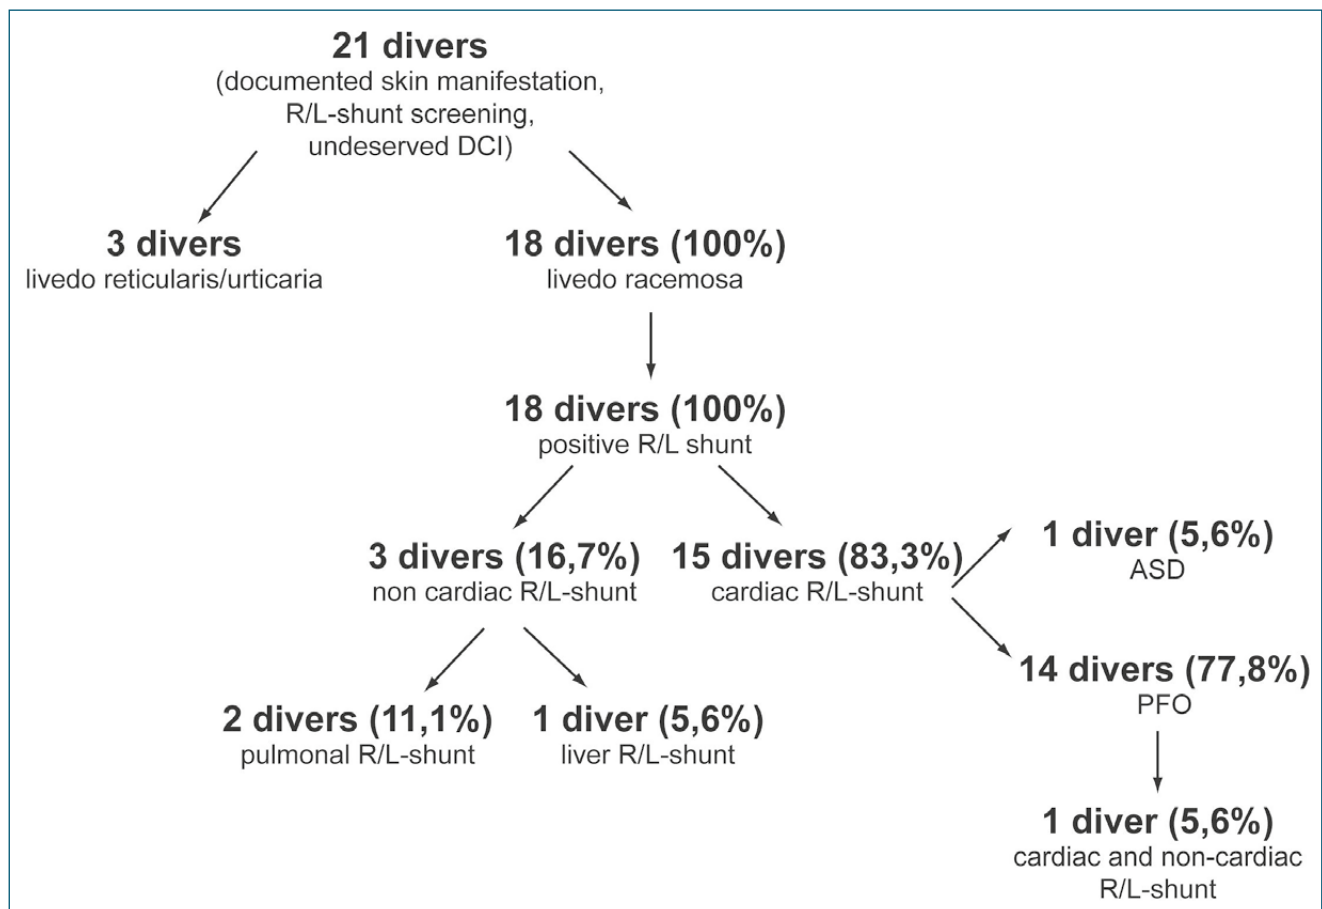 21 divers
(documented skin manifestation,
R/L-shunt screening,
undeserved DCI)
3 divers
livedo reticularis/urticaria
18 divers (100%)
livedo racemosa
18 divers (100%)
positive R/L shunt
3 divers (16,7%)
non cardiac R/L-shunt
15 divers (83,3%)
cardiac R/L-shunt
1 diver (5,6%)
ASD
14 divers (77,8%)
PFO
2 divers (11,1%)
pulmonal R/L-shunt
1 diver (5,6%)
liver R/L-shunt
1 diver (5,6%)
cardiac and non-cardiac
R/L-shunt